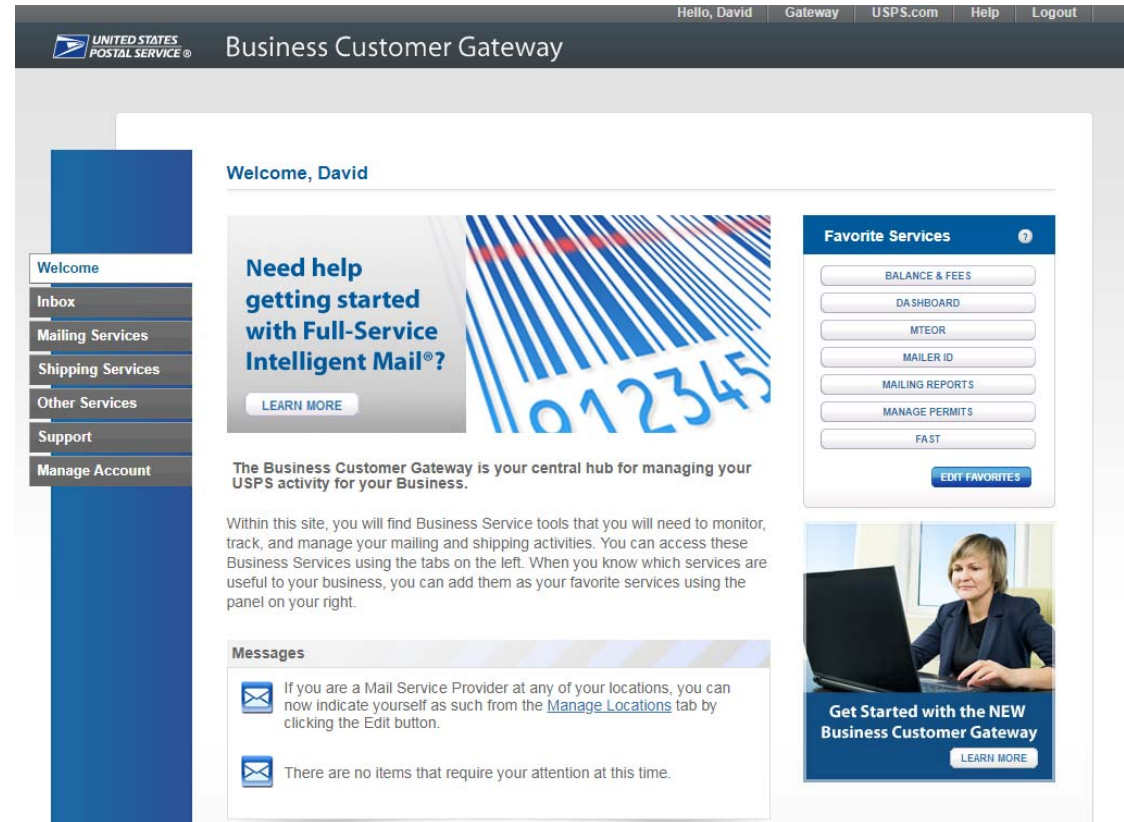 Hello, David Gateway USPS.com Help Logout
UNITED STATES
POSTAL SERVICE ®
Business Customer Gateway
Welcome, David
Welcome
Inbox
Mailing Services
Shipping Services
Other Services
Support
Manage Account
Need help
getting started
with Full-Service
Intelligent Mail®?
LEARN MORE
012345
The Business Customer Gateway is your central hub for managing your
USPS activity for your Business.
Within this site, you will find Business Service tools that you will need to monitor,
track, and manage your mailing and shipping activities. You can access these
Business Services using the tabs on the left. When you know which services are
useful to your business, you can add them as your favorite services using the
panel on your right.
Messages
If you are a Mail Service Provider at any of your locations, you can
now indicate yourself as such from the Manage Locations tab by
clicking the Edit button.
There are no items that require your attention at this time.
Favorite Services ?
BALANCE & FEES
DASHBOARD
MTEOR
MAILER ID
MAILING REPORTS
MANAGE PERMITS
FAST
EDIT FAVORITES
Get Started with the NEW
Business Customer Gateway
LEARN MORE